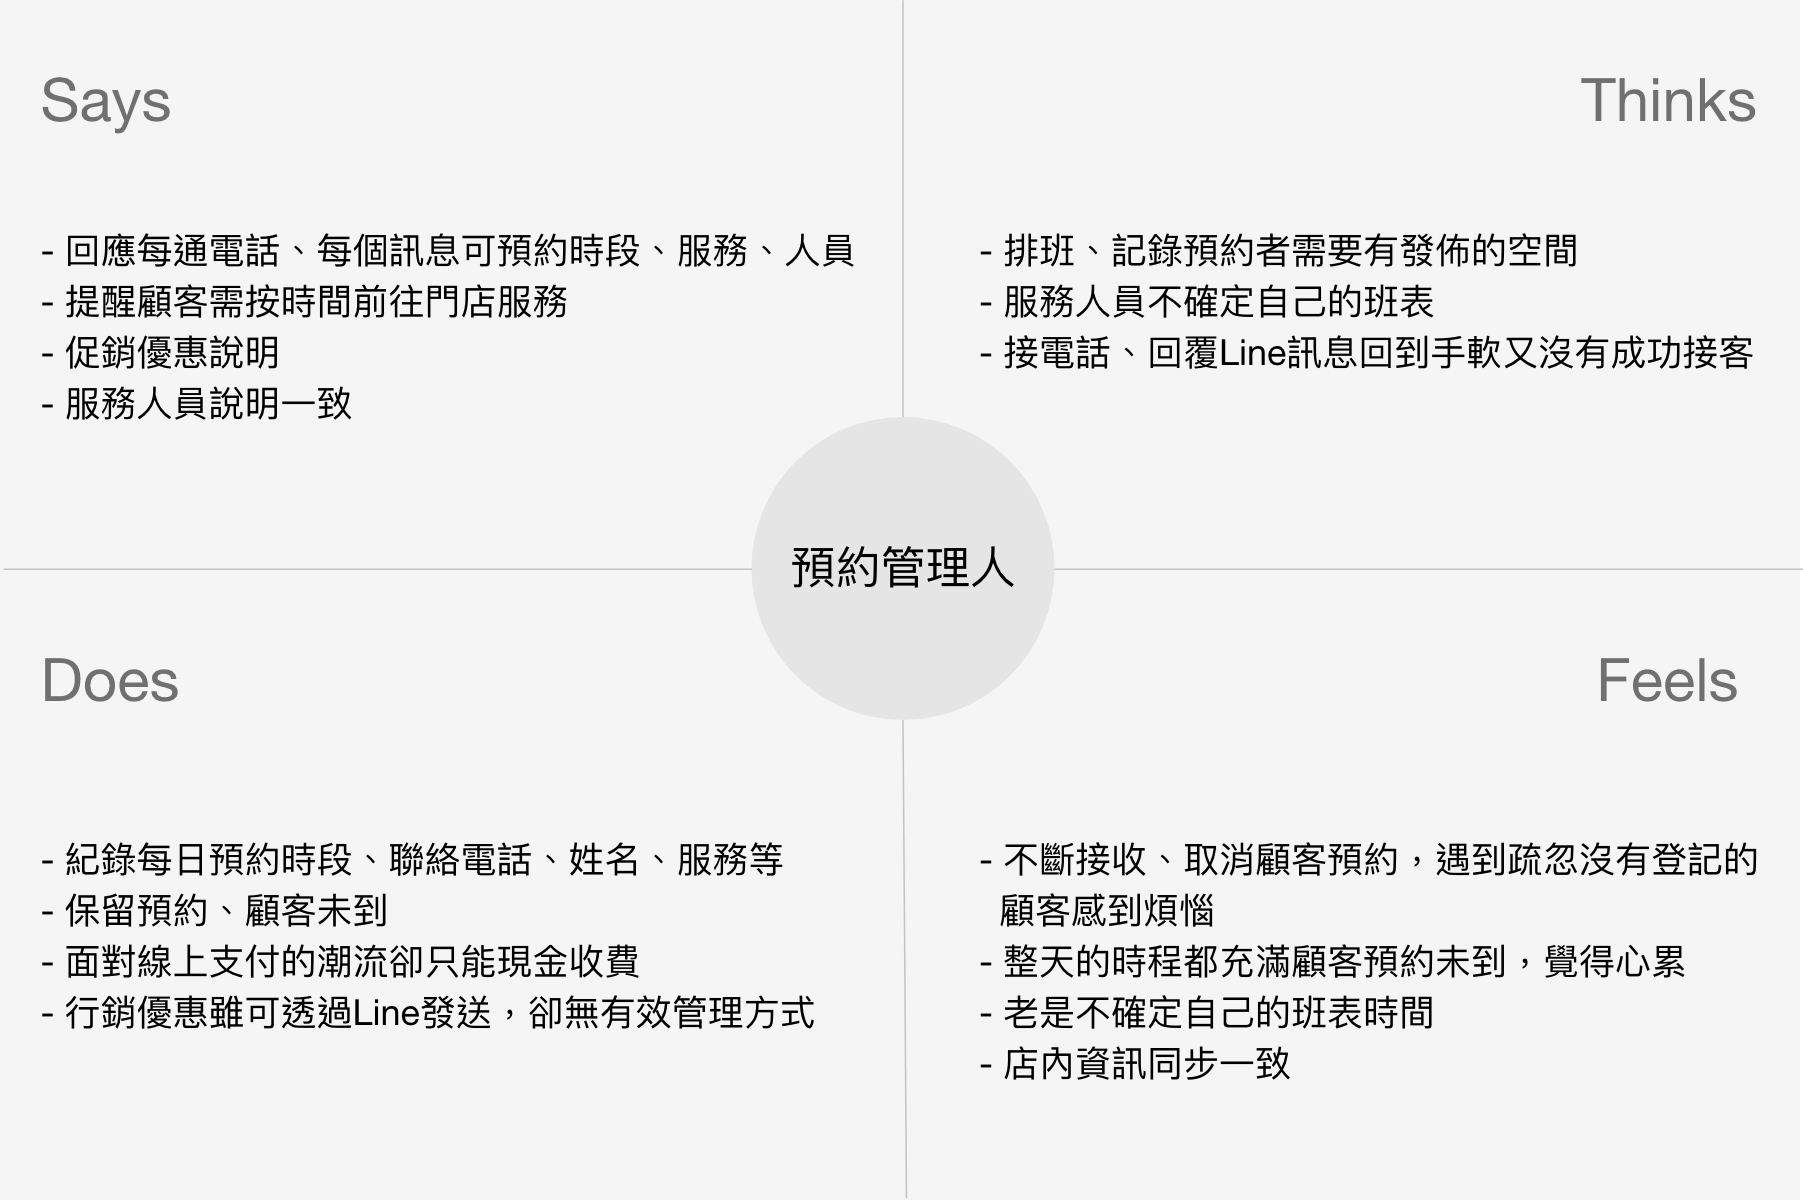 Says
- 回應每通電話、每個訊息可預約時段、服務、人員
- 提醒顧客需按時間前往門店服務
- 促銷優惠說明
- 服務人員說明一致
Thinks
- 排班、記錄預約者需要有發佈的空間
- 服務人員不確定自己的班表
- 接電話、回覆Line訊息回到手軟又沒有成功接客
預約管理人
Does
- 紀錄每日預約時段、聯絡電話、姓名、服務等
- 保留預約、顧客未到
- 面對線上支付的潮流卻只能現金收費
- 行銷優惠雖可透過Line發送，卻無有效管理方式
Feels
- 不斷接收、取消顧客預約，遇到疏忽沒有登記的
顧客感到煩惱
- 整天的時程都充滿顧客預約未到，覺得心累
- 老是不確定自己的班表時間
- 店內資訊同步一致